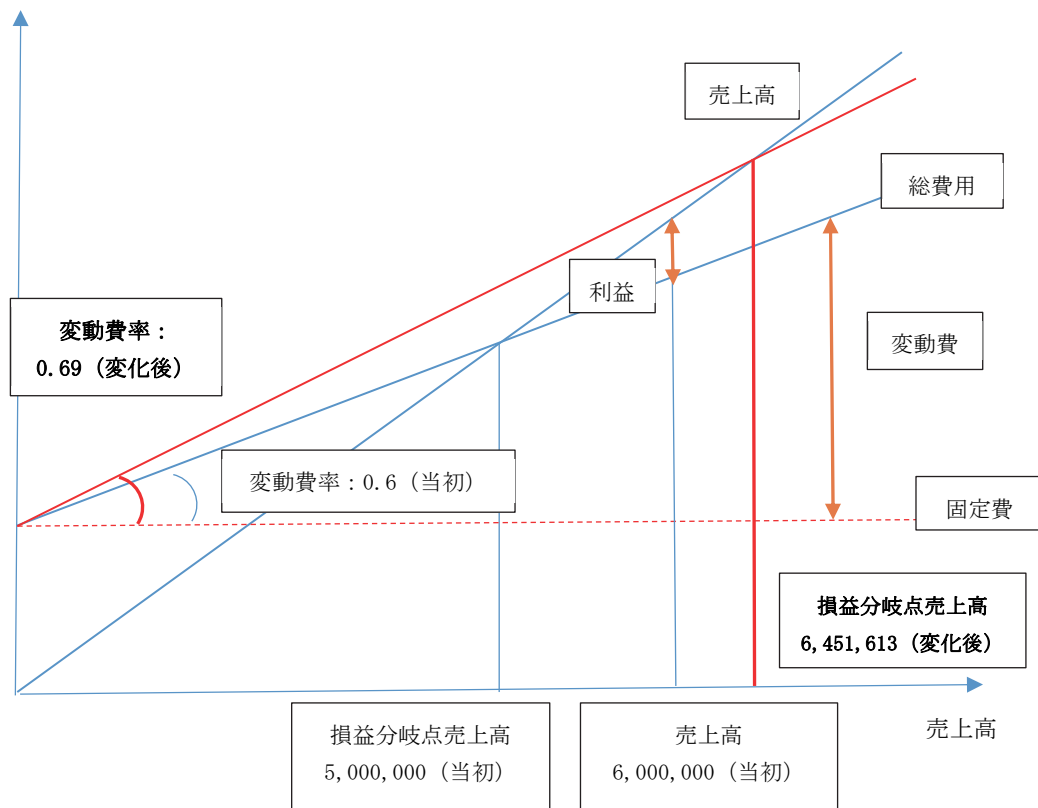 売上高
総費用
利益
変動費率：
0.69（変化後）
変動費
変動費率：0.6（当初）
固定費
損益分岐点売上高
6,451,613（変化後）
売上高
損益分岐点売上高
5,000,000（当初）
売上高
6,000,000（当初）